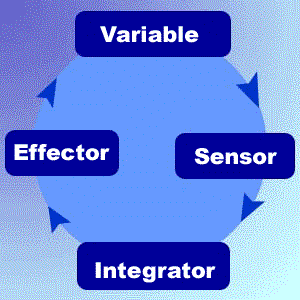 Variable
Effector
Sensor
Integrator